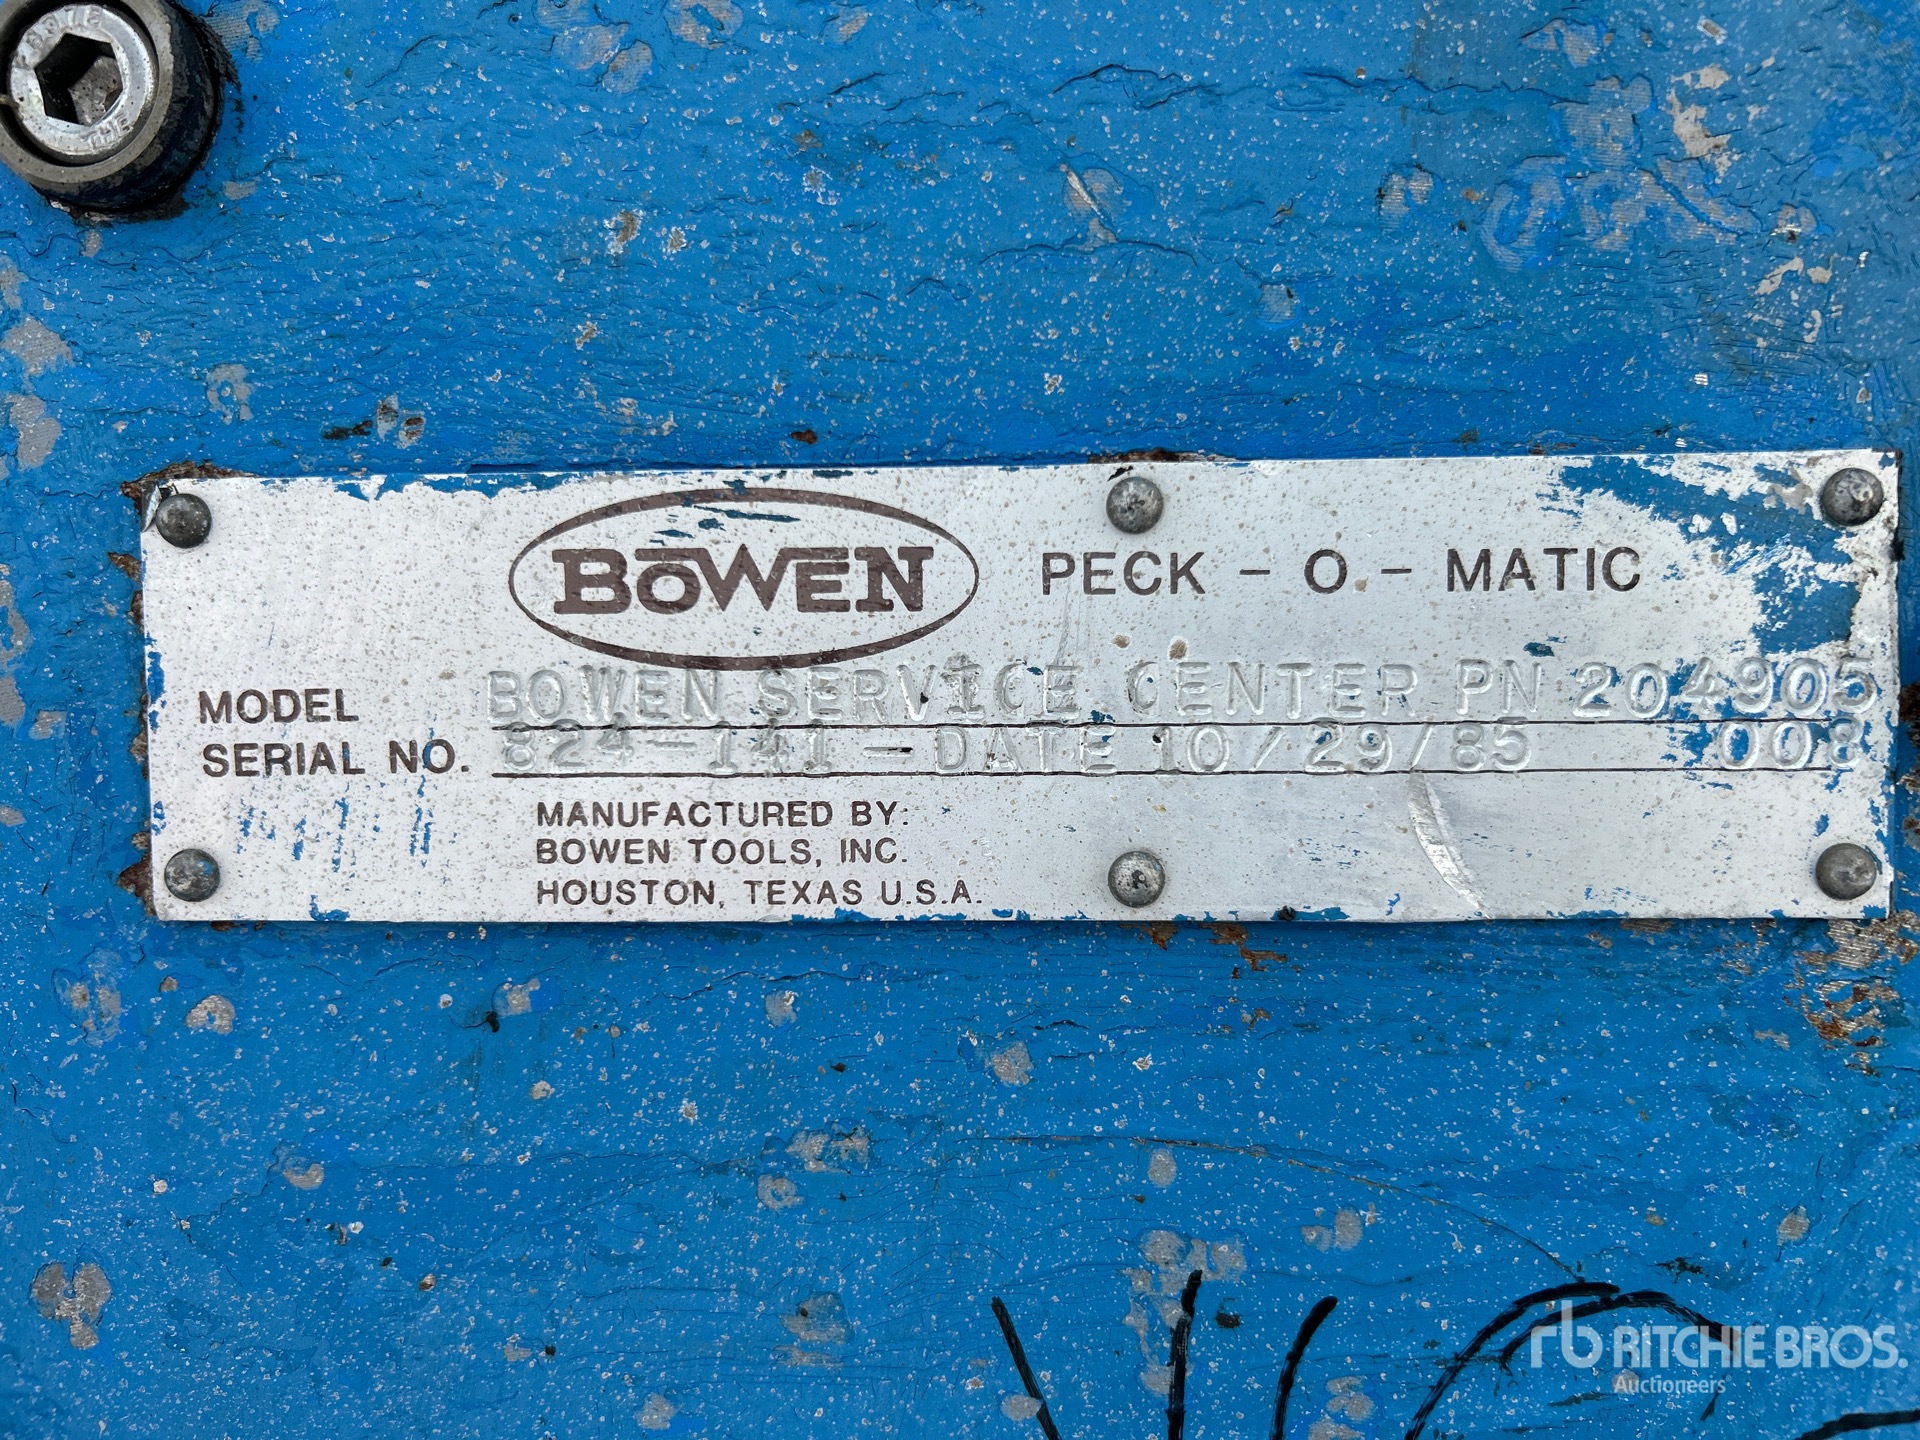 BOWEN PECK - O. - MATIC
MODEL BOWEN SERVICE CENTER PN 204905
SERIAL NO. 824-141-DATE 10/29/85 008
MANUFACTURED BY:
BOWEN TOOLS, INC.
HOUSTON, TEXAS U.S.A.
rb RITCHIE BROS.
Auctioneers